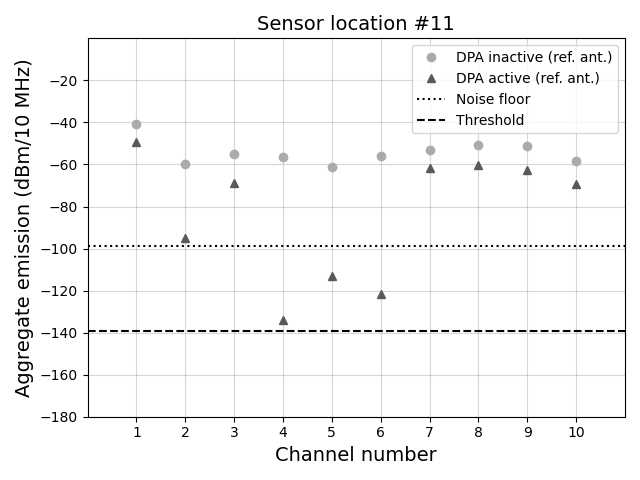 Sensor location #11
DPA inactive (ref. ant.)
DPA active (ref. ant.)
Noise floor
Threshold
Aggregate emission (dBm/10 MHz)
−20
−40
−60
−80
−100
−120
−140
−160
−180
1 2 3 4 5 6 7 8 9 10
Channel number